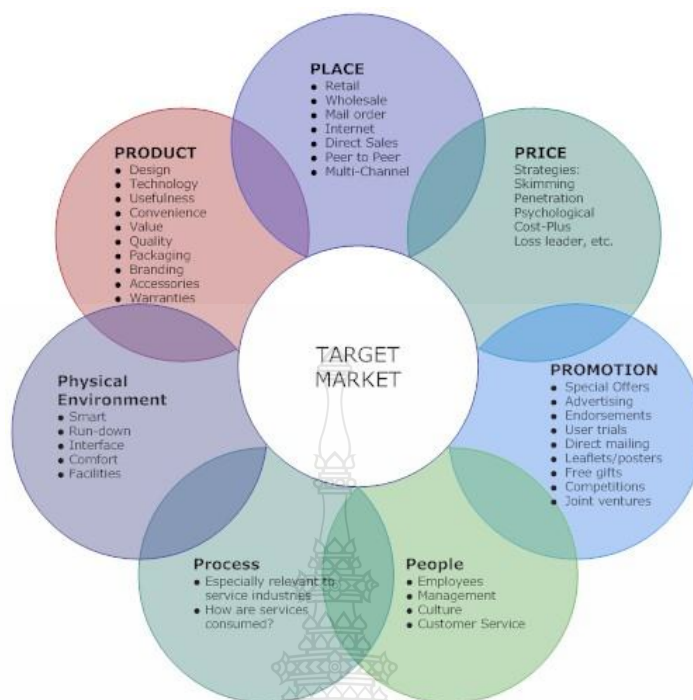 PLACE
● Retail
● Wholesale
● Mail order
● Internet
● Direct Sales
● Peer to Peer
● Multi-Channel
PRODUCT
● Design
● Technology
● Usefulness
● Convenience
● Value
● Quality
● Packaging
● Branding
● Accessories
● Warranties
PRICE
Strategies:
Skimming
Penetration
Psychological
Cost-Plus
Loss leader, etc.
TARGET
MARKET
Physical
Environment
● Smart
● Run-down
● Interface
● Comfort
● Facilities
PROMOTION
● Special Offers
● Advertising
● Endorsements
● User trials
● Direct mailing
● Leaflets/posters
● Free gifts
● Competitions
● Joint ventures
Process
● Especially relevant to
service industries
● How are services
consumed?
People
● Employees
● Management
● Culture
● Customer Service